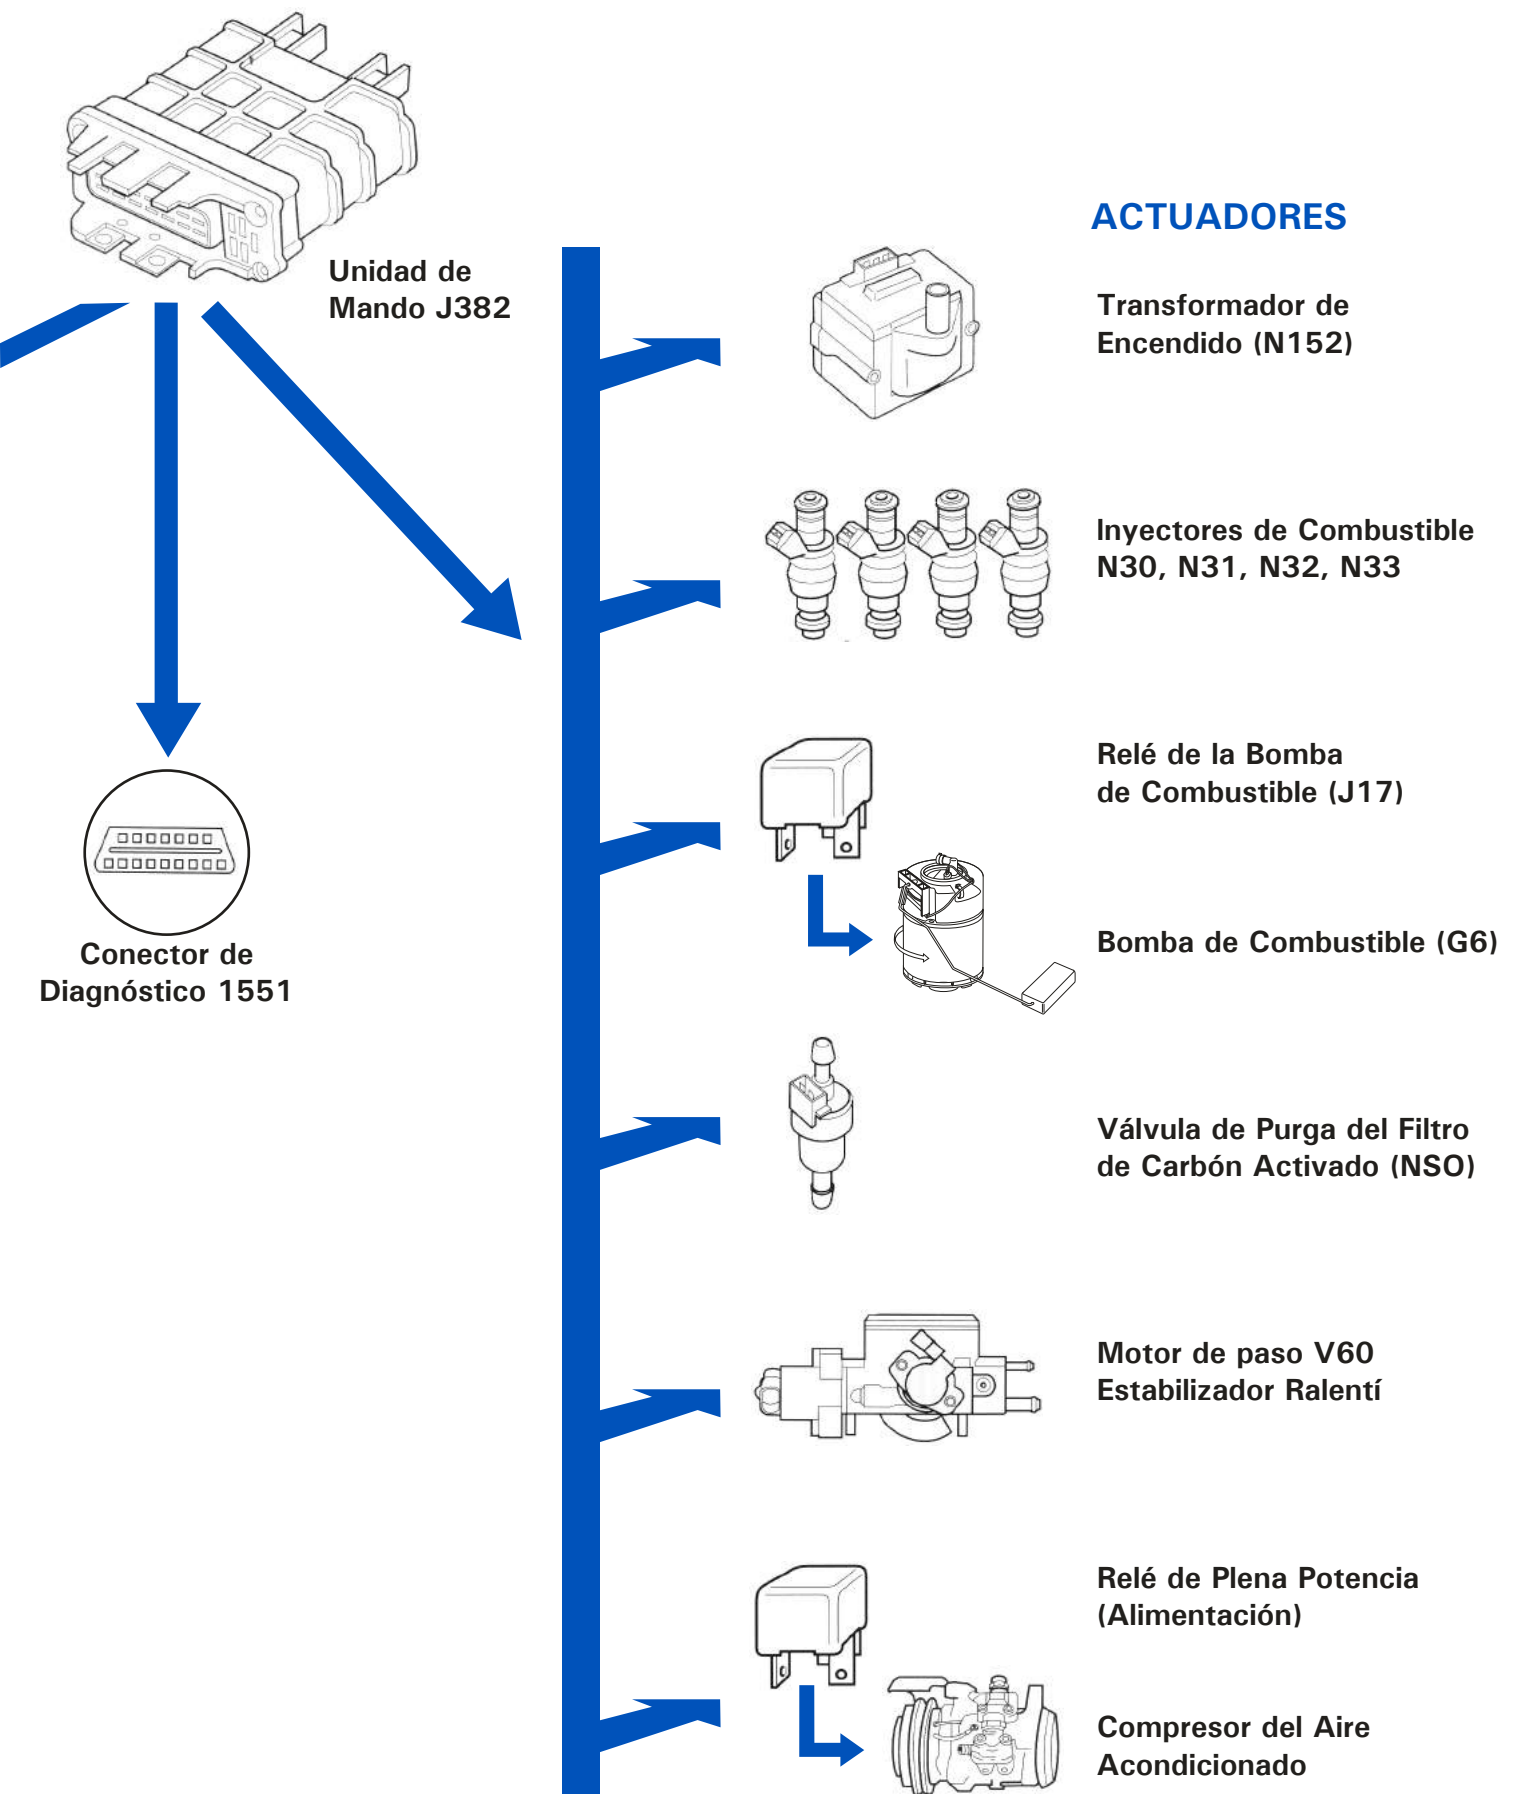 Unidad de
Mando J382
Conector de
Diagnóstico 1551
ACTUADORES
Transformador de
Encendido (N152)
Inyectores de Combustible
N30, N31, N32, N33
Relé de la Bomba
de Combustible (J17)
Bomba de Combustible (G6)
Válvula de Purga del Filtro
de Carbón Activado (NSO)
Motor de paso V60
Estabilizador Ralentí
Relé de Plena Potencia
(Alimentación)
Compresor del Aire
Acondicionado